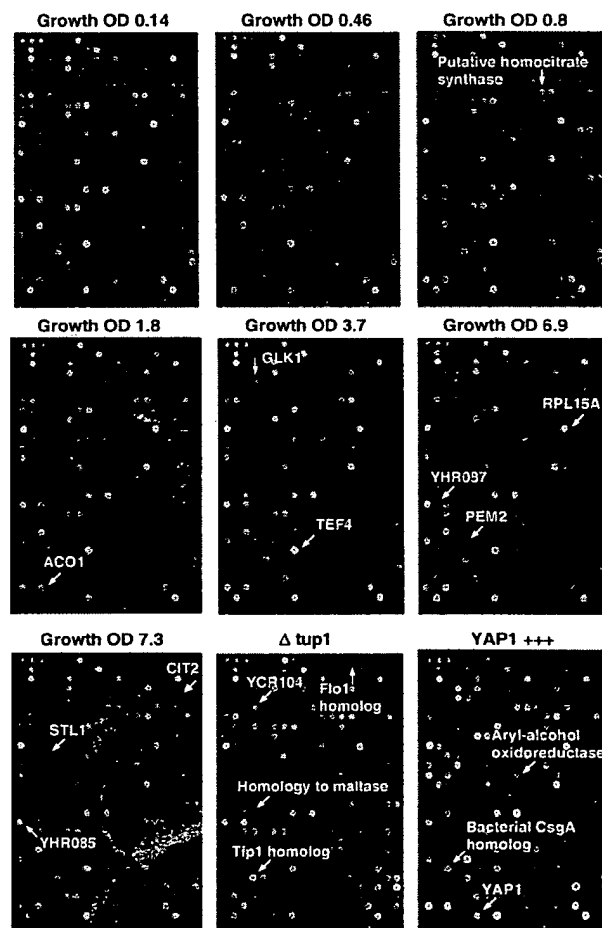 Growth OD 0.14
Growth OD 0.46
Growth OD 0.8
Putative homocitrate
synthase
Growth OD 1.8
Growth OD 3.7
Growth OD 6.9
GLK1
RPL15A
YHR087
PEM2
TEF4
ACO1
Growth OD 7.3
Δ tup1
YAP1 +++
CIT2
YCR104
Flo1
homolog
STL1
Aryl-alcohol
oxidoreductase
Homology to maltase
YHR085
Tip1 homolog
Bacterial CsgA
homolog
YAP1